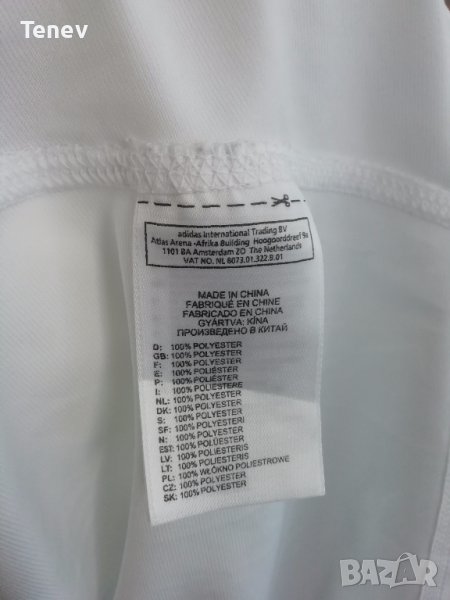 Tenev
adidas International Trading BV
Atlas Arena -Afrika Building Hoogoorddreef 9a
1101 BA Amsterdam ZO The Netherlands
VAT NO. NL 8073.01.322.B.01
MADE IN CHINA
FABRIQUÉ EN CHINE
FABRICADO EN CHINA
GYÁRTVA: KÍNA
ПРОИЗВЕДЕНО В КИТАЙ
D: 100% POLYESTER
GB: 100% POLYESTER
F: 100% POLYESTER
E: 100% POLIÉSTER
P: 100% POLIÉSTER
I: 100% POLIESTERE
NL: 100% POLYESTER
DK: 100% POLYESTER
S: 100% POLYESTER
SF: 100% POLYESTERI
N: 100% POLYESTER
EST: 100% POLÜESTER
LV: 100% POLIESTERIS
LT: 100% POLIESTERIS
PL: 100% WŁÓKNO POLIESTROWE
CZ: 100% POLYESTER
SK: 100% POLYESTER
BAZAR